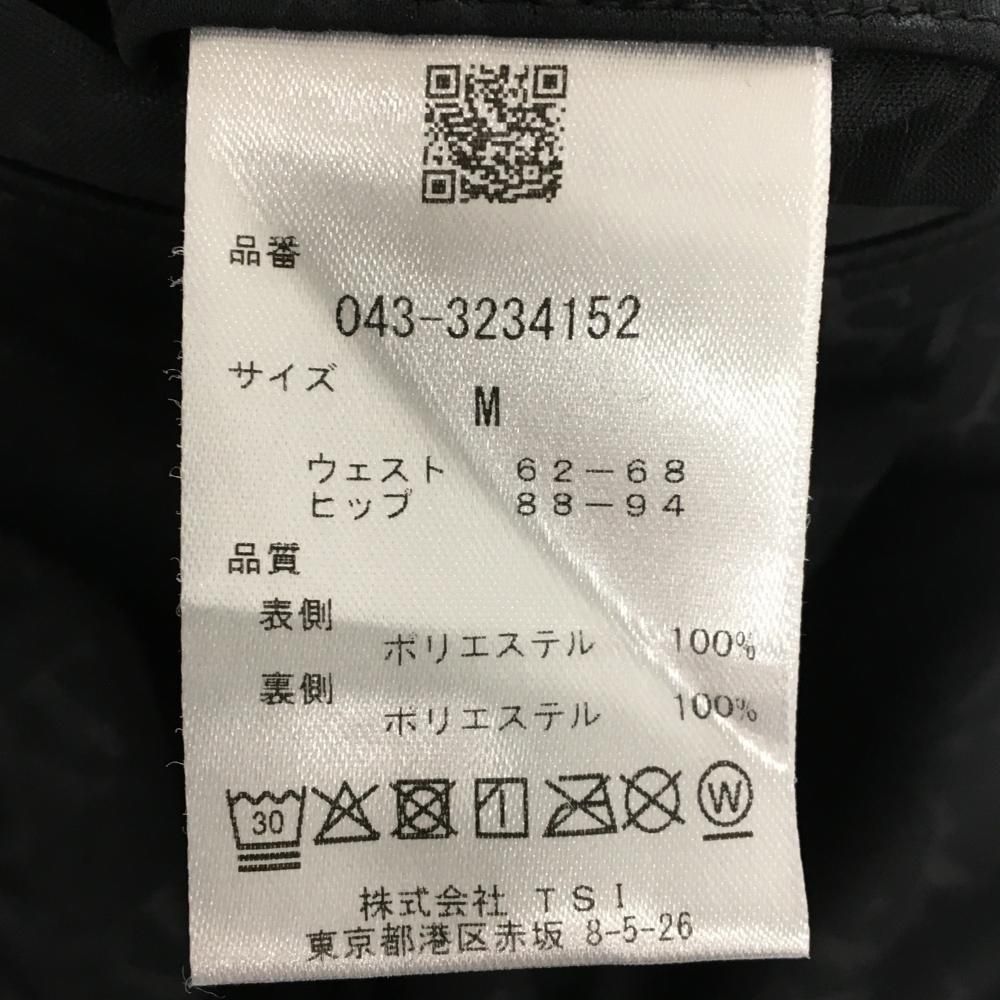 品番
043-3234152
サイズ
M
ウェスト 62-68
ヒップ 88-94
品質
表側
ポリエステル 100%
裏側
ポリエステル 100%
30
W
株式会社 TSI
東京都港区赤坂 8-5-26